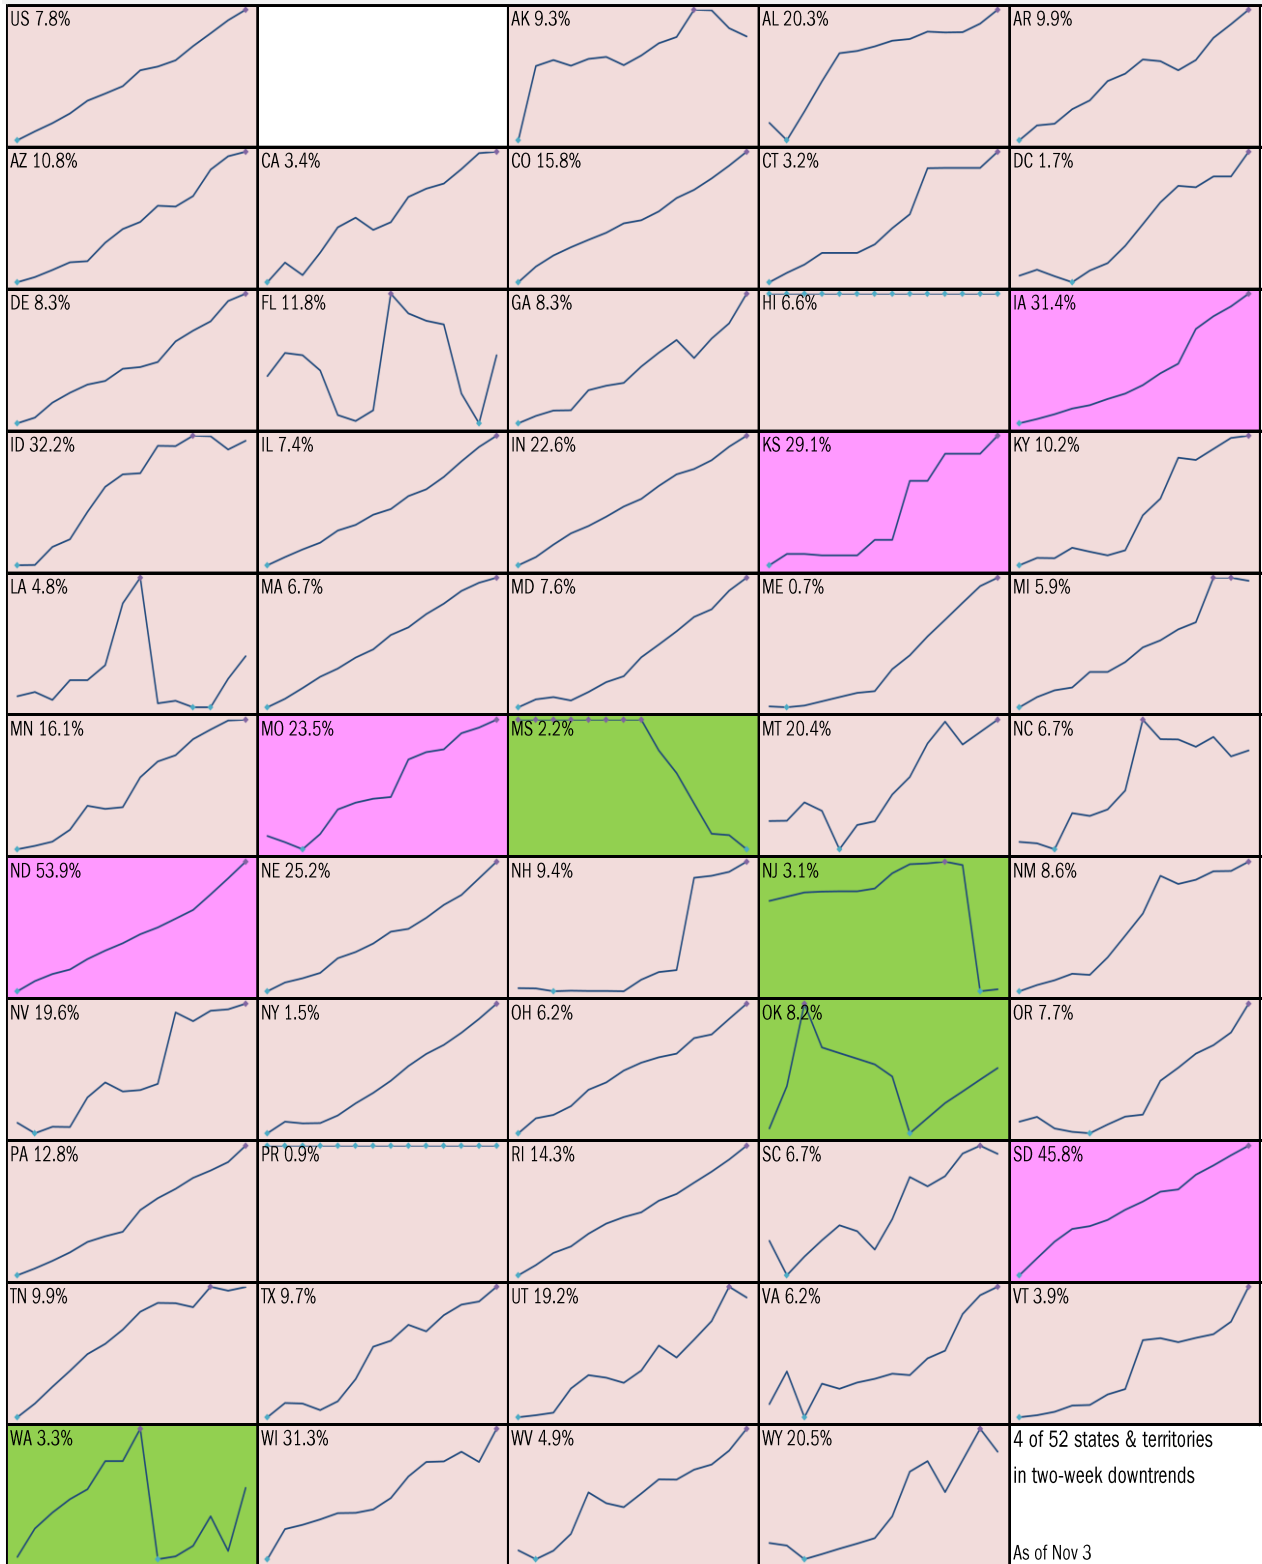 US 7.8%
AK 9.3%
AL 20.3%
AR 9.9%
AZ 10.8%
CA 3.4%
CO 15.8%
CT 3.2%
DC 1.7%
DE 8.3%
FL 11.8%
GA 8.3%
HI 6.6%
IA 31.4%
ID 32.2%
IL 7.4%
IN 22.6%
KS 29.1%
KY 10.2%
LA 4.8%
MA 6.7%
MD 7.6%
ME 0.7%
MI 5.9%
MN 16.1%
MO 23.5%
MS 2.2%
MT 20.4%
NC 6.7%
ND 53.9%
NE 25.2%
NH 9.4%
NJ 3.1%
NM 8.6%
NV 19.6%
NY 1.5%
OH 6.2%
OK 8.2%
OR 7.7%
PA 12.8%
PR 0.9%
RI 14.3%
SC 6.7%
SD 45.8%
TN 9.9%
TX 9.7%
UT 19.2%
VA 6.2%
VT 3.9%
WA 3.3%
WI 31.3%
WV 4.9%
WY 20.5%
4 of 52 states & territories
in two-week downtrends
As of Nov 3